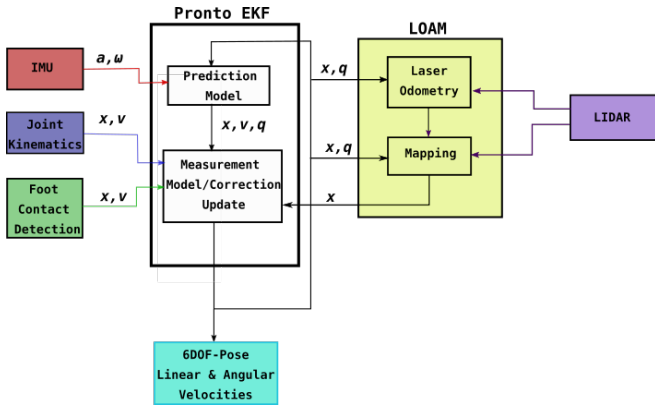 Pronto EKF
LOAM
IMU
a,ω
Prediction
Model
x,q
Laser
Odometry
LIDAR
Joint
Kinematics
x,v
x,v,q
Measurement
Model/Correction
Update
x,q
Mapping
x
Foot
Contact
Detection
x,v
6DOF-Pose
Linear & Angular
Velocities